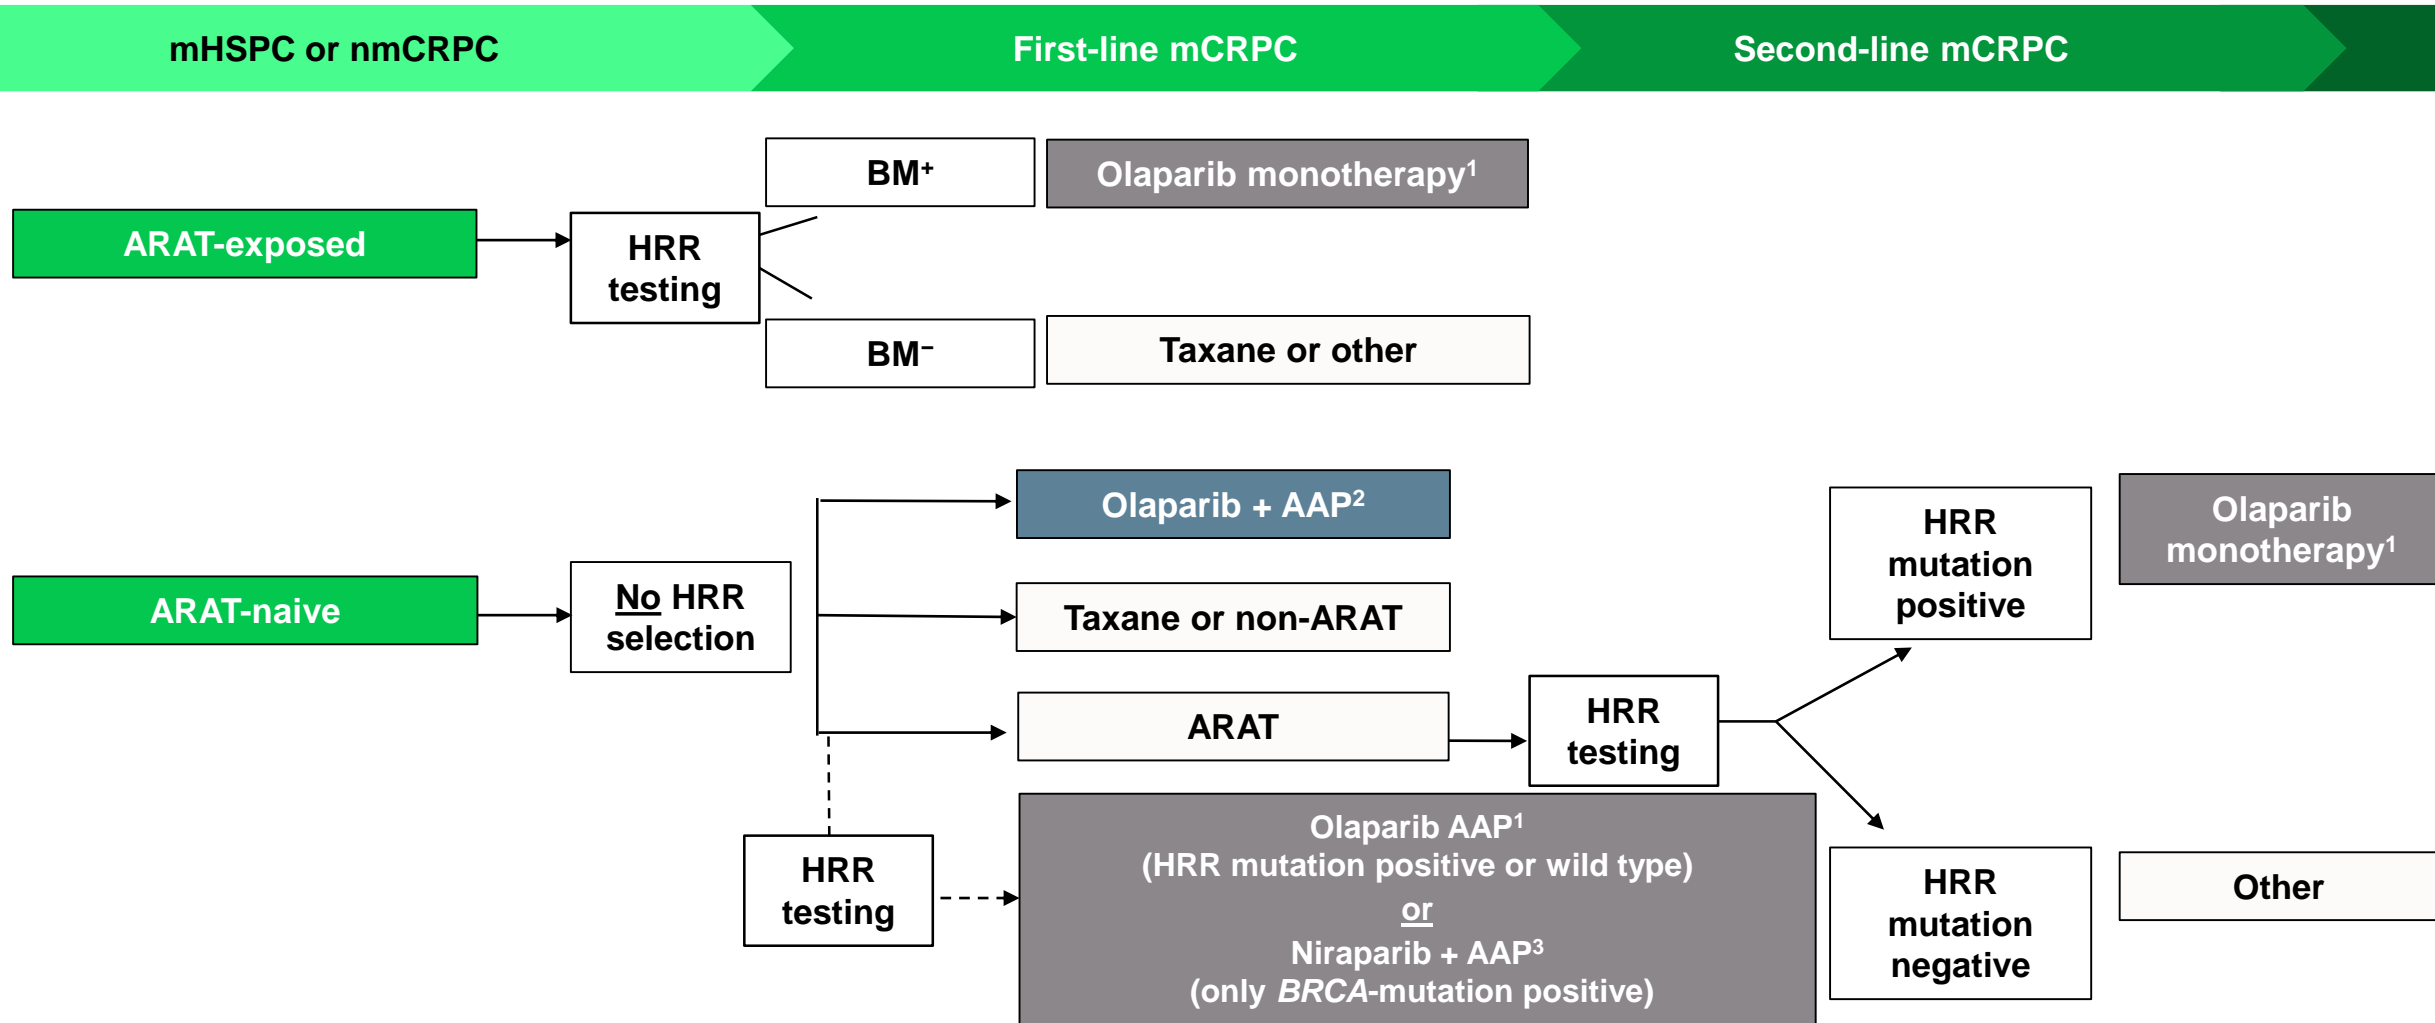 mHSPC or nmCRPC
First-line mCRPC
Second-line mCRPC
BM⁺
Olaparib monotherapy¹
ARAT-exposed
HRR
testing
BM⁻
Taxane or other
Olaparib + AAP²
HRR
mutation
positive
Olaparib
monotherapy¹
ARAT-naive
No HRR
selection
Taxane or non-ARAT
ARAT
HRR
testing
HRR
testing
Olaparib AAP¹
(HRR mutation positive or wild type)
or
Niraparib + AAP³
(only BRCA-mutation positive)
HRR
mutation
negative
Other